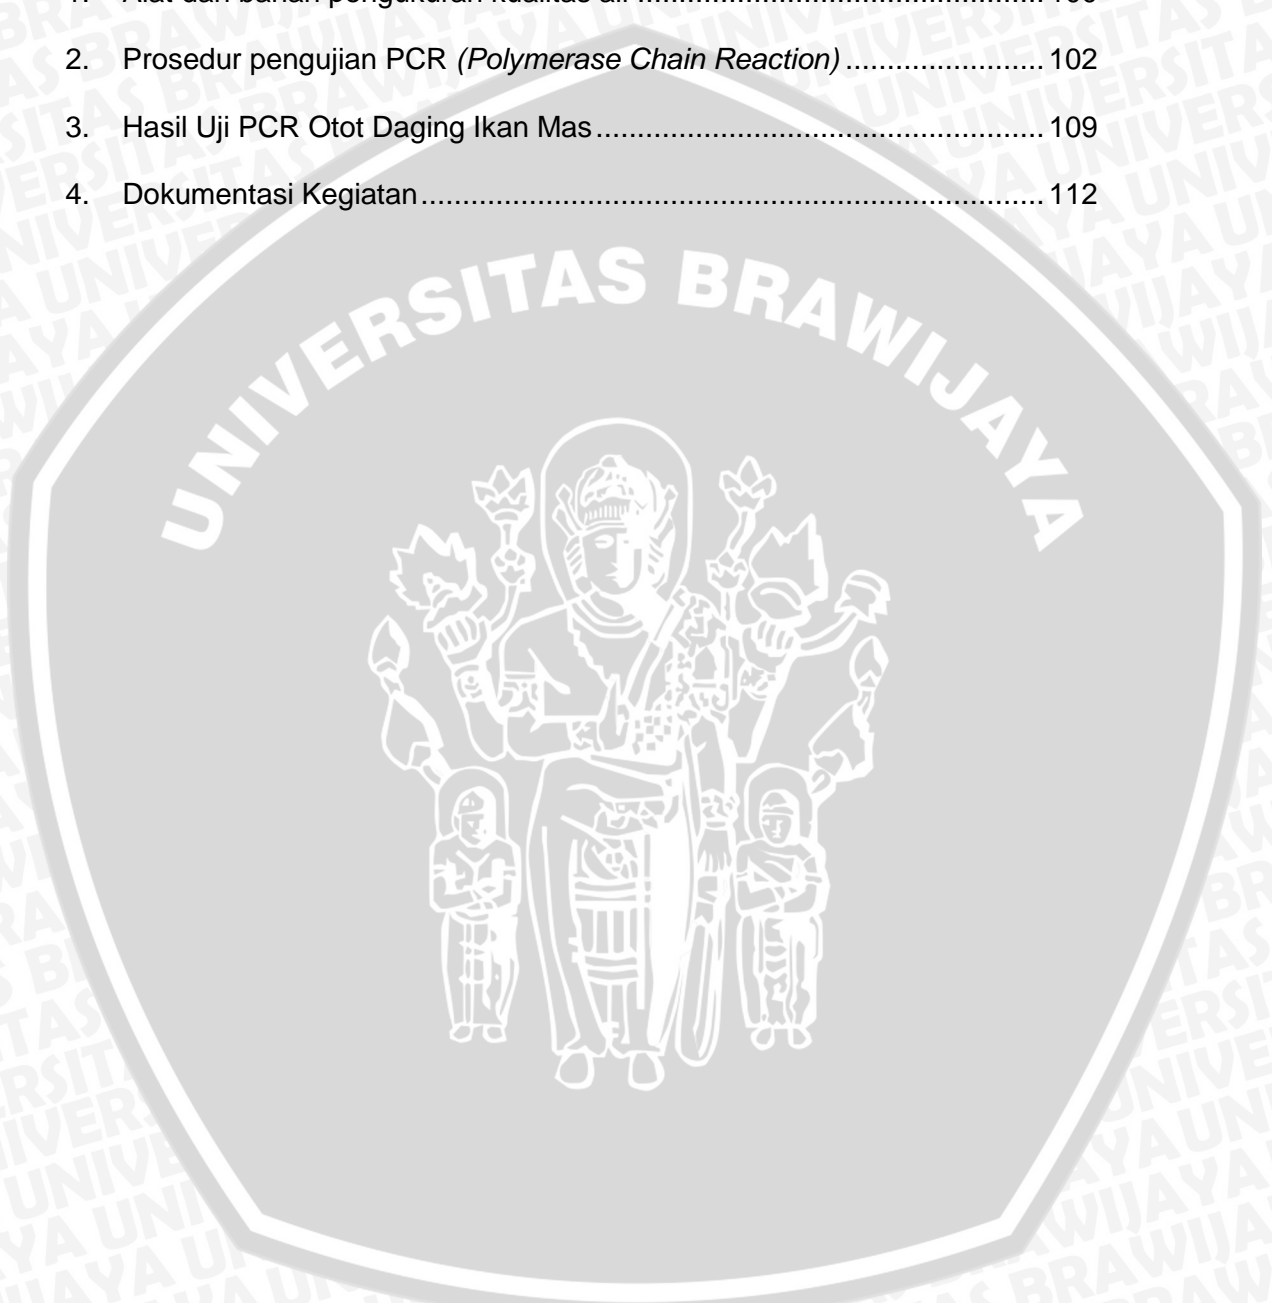 2. Prosedur pengujian PCR (Polymerase Chain Reaction) ....................... 102
3. Hasil Uji PCR Otot Daging Ikan Mas ..................................................... 109
4. Dokumentasi Kegiatan .......................................................................... 112
UNIVERSITAS BRAWIJAYA